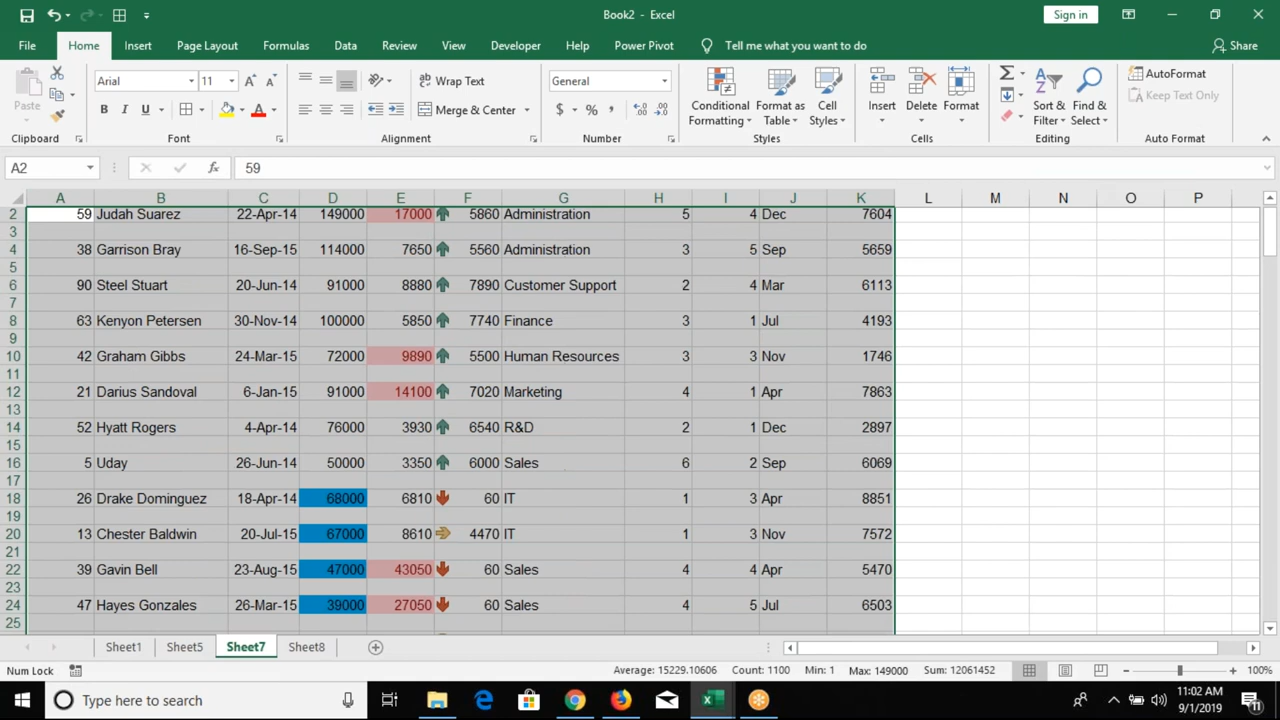 Book2 - Excel
Sign in
File Home Insert Page Layout Formulas Data Review View Developer Help Power Pivot Tell me what you want to do Share
Paste
Arial 11
Wrap Text
General
Conditional Formatting
Format as Table
Cell Styles
Insert
Delete
Format
Sort & Filter
Find & Select
AutoFormat
B I U
Merge & Center
$ % ,
Keep Text Only
Clipboard Font Alignment Number Styles Cells Editing Auto Format
A2 fx 59
A B C D E F G H I J K L M N O P
2 59 Judah Suarez 22-Apr-14 149000 17000 5860 Administration 5 4 Dec 7604
3
4 38 Garrison Bray 16-Sep-15 114000 7650 5560 Administration 3 5 Sep 5659
5
6 90 Steel Stuart 20-Jun-14 91000 8880 7890 Customer Support 2 4 Mar 6113
7
8 63 Kenyon Petersen 30-Nov-14 100000 5850 7740 Finance 3 1 Jul 4193
9
10 42 Graham Gibbs 24-Mar-15 72000 9890 5500 Human Resources 3 3 Nov 1746
11
12 21 Darius Sandoval 6-Jan-15 91000 14100 7020 Marketing 4 1 Apr 7863
13
14 52 Hyatt Rogers 4-Apr-14 76000 3930 6540 R&D 2 1 Dec 2897
15
16 5 Uday 26-Jun-14 50000 3350 6000 Sales 6 2 Sep 6069
17
18 26 Drake Dominguez 18-Apr-14 68000 6810 60 IT 1 3 Apr 8851
19
20 13 Chester Baldwin 20-Jul-15 67000 8610 4470 IT 1 3 Nov 7572
21
22 39 Gavin Bell 23-Aug-15 47000 43050 60 Sales 4 4 Apr 5470
23
24 47 Hayes Gonzales 26-Mar-15 39000 27050 60 Sales 4 5 Jul 6503
25
Sheet1 Sheet5 Sheet7 Sheet8
Num Lock Average: 15229.10606 Count: 1100 Min: 1 Max: 149000 Sum: 12061452 100%
Type here to search
11:02 AM
9/1/2019
11